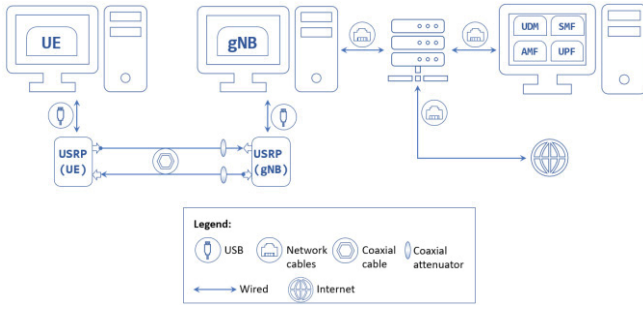 UE
gNB
UDM SMF
AMF UPF
USRP
(UE)
USRP
(gNB)
Legend:
USB
Network
cables
Coaxial
cable
Coaxial
attenuator
Wired
Internet